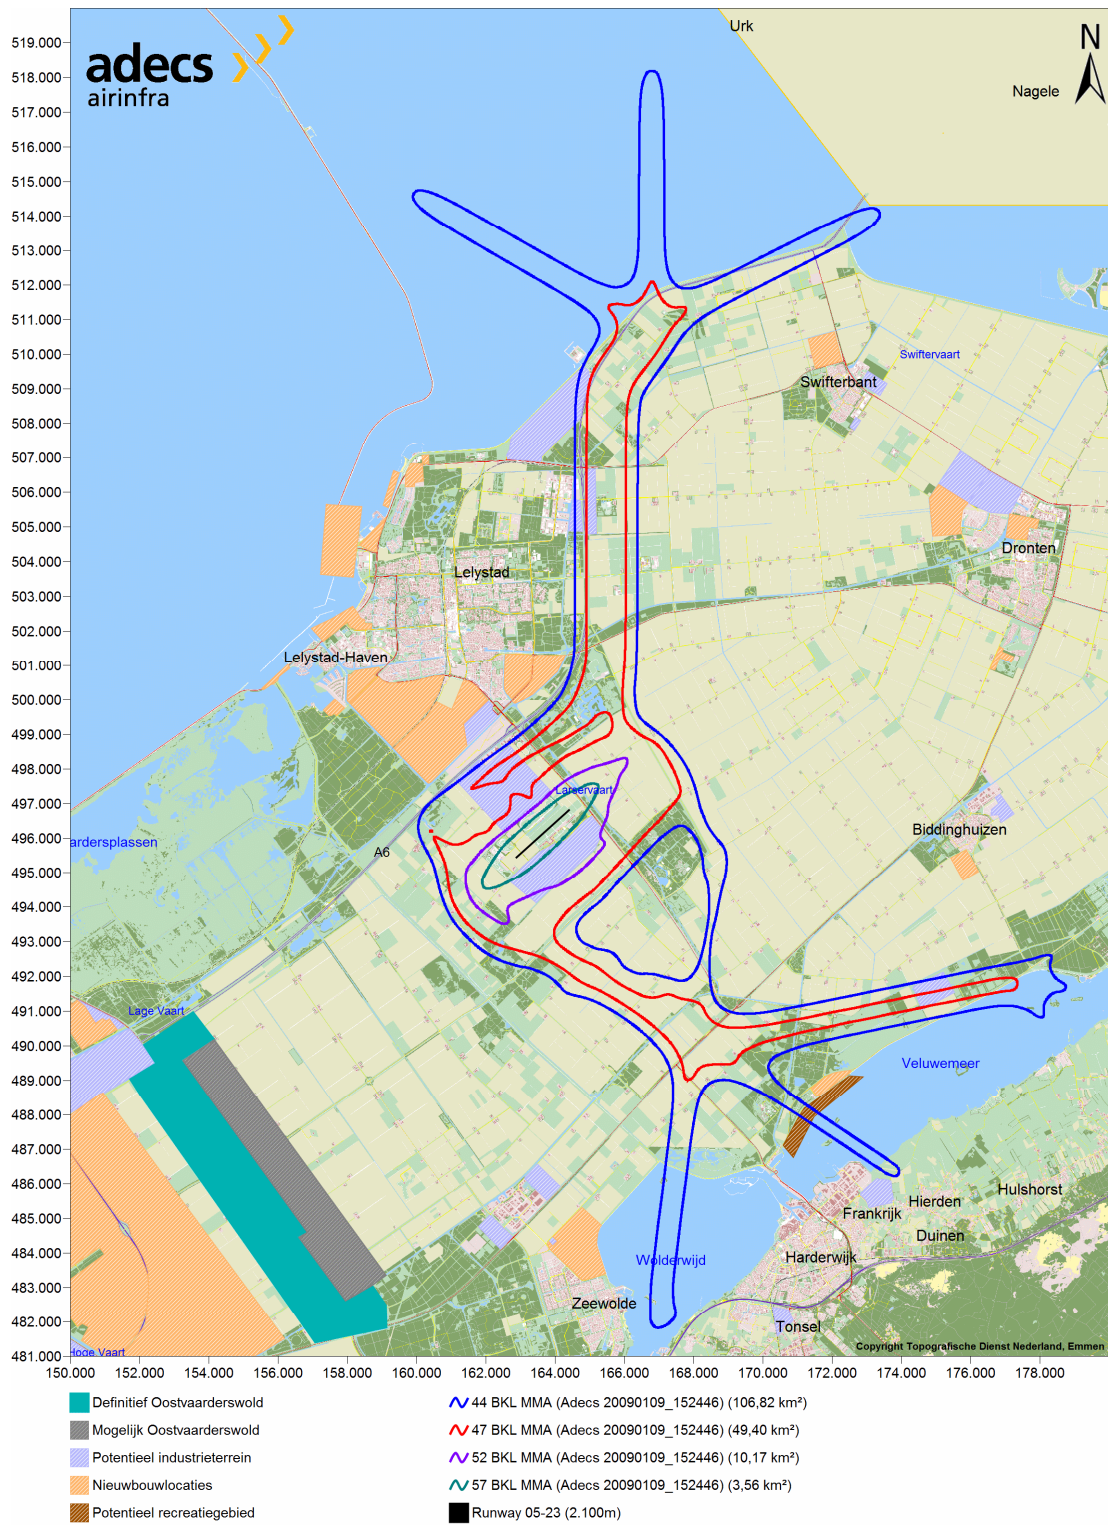 Urk
N
Nagele
adecs
airinfra
519.000
518.000
517.000
516.000
515.000
514.000
513.000
512.000
511.000
510.000
509.000
508.000
507.000
506.000
505.000
504.000
503.000
502.000
501.000
500.000
499.000
498.000
497.000
496.000
495.000
494.000
493.000
492.000
491.000
490.000
489.000
488.000
487.000
486.000
485.000
484.000
483.000
482.000
481.000
Swiftervaart
Swifterbant
Dronten
Lelystad
Lelystad-Haven
Larservaart
Biddinghuizen
ardersplassen
A6
Lage Vaart
Veluwemeer
Hulshorst
Hierden
Frankrijk
Duinen
Harderwijk
Wolderwijd
Zeewolde
Tonsel
Hoge Vaart
Copyright Topografische Dienst Nederland, Emmen
150.000 152.000 154.000 156.000 158.000 160.000 162.000 164.000 166.000 168.000 170.000 172.000 174.000 176.000 178.000
Definitief Oostvaarderswold
Mogelijk Oostvaarderswold
Potentieel industrieterrein
Nieuwbouwlocaties
Potentieel recreatiegebied
44 BKL MMA (Adecs 20090109_152446) (106,82 km²)
47 BKL MMA (Adecs 20090109_152446) (49,40 km²)
52 BKL MMA (Adecs 20090109_152446) (10,17 km²)
57 BKL MMA (Adecs 20090109_152446) (3,56 km²)
Runway 05-23 (2.100m)